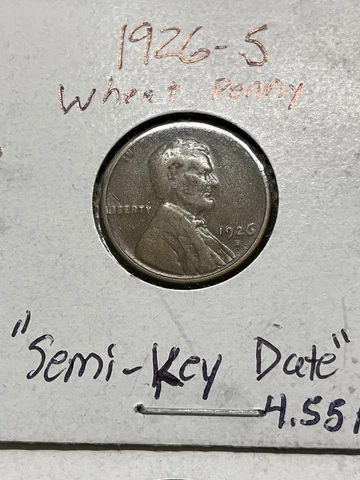 1926-S
Wheat Penny
LIBERTY
1926
S
"Semi-Key Date"
4.55